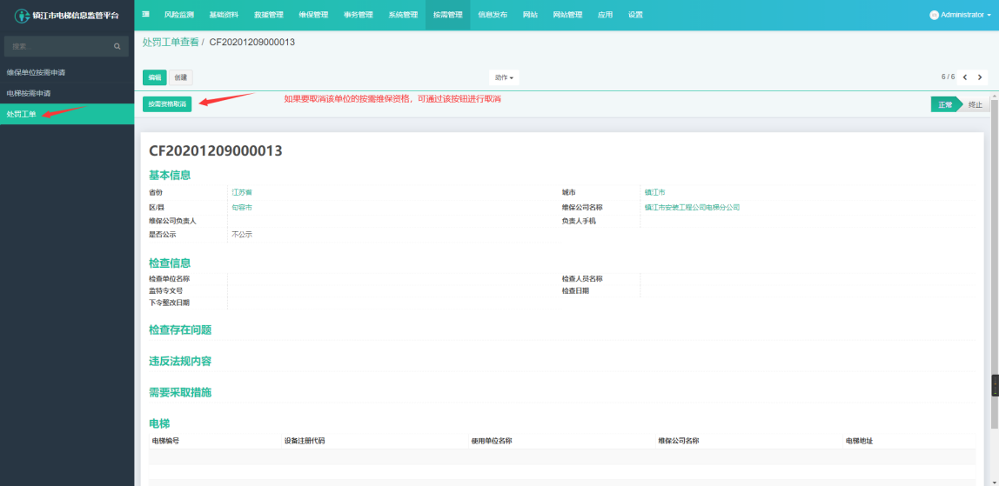 镇江市电梯信息监管平台
风险监测 基础资料 救援管理 维保管理 事务管理 系统管理 按需管理 信息发布 网站 网站管理 应用 设置
Administrator
搜索
处罚工单查看 / CF20201209000013
维保单位按需申请
编辑 创建 动作 6 / 6
电梯按需申请
按需资格取消
如果要取消该单位的按需维保资格，可通过该按钮进行取消
正常 终止
处罚工单
CF20201209000013
基本信息
省份 江苏省 城市 镇江市
区/县 句容市 维保公司名称 镇江市安装工程公司电梯分公司
维保公司负责人 负责人手机
是否公示 不公示
检查信息
检查单位名称 检查人员名称
监特令文号 检查日期
下令整改日期
检查存在问题
违反法规内容
需要采取措施
电梯
电梯编号 设备注册代码 使用单位名称 维保公司名称 电梯地址